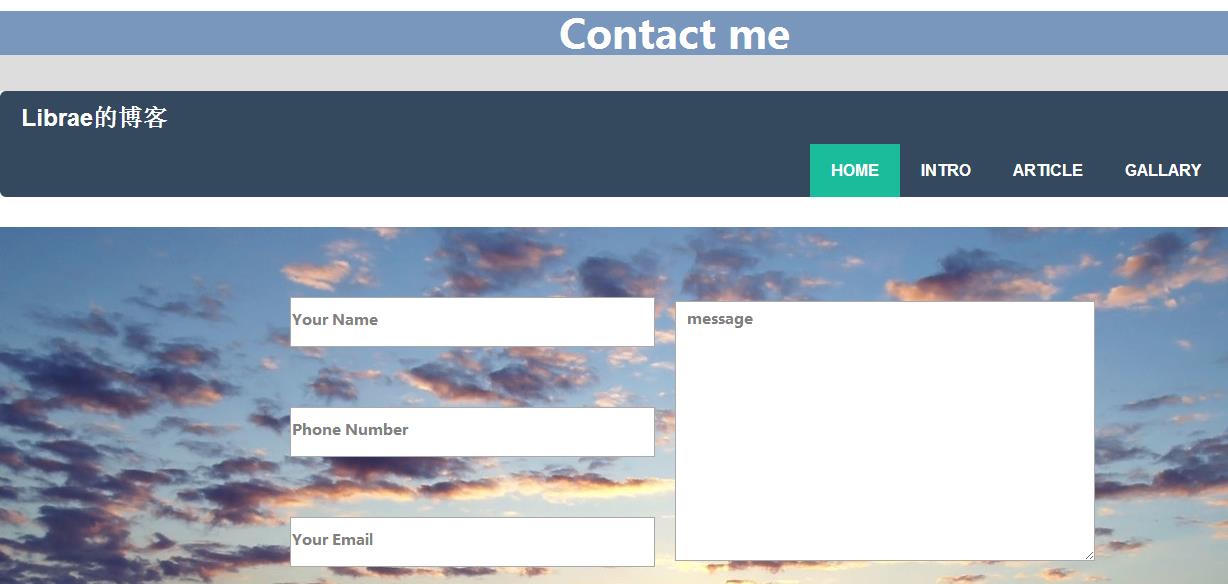 Contact me
Librae的博客
HOME INTRO ARTICLE GALLARY
Your Name
message
Phone Number
Your Email